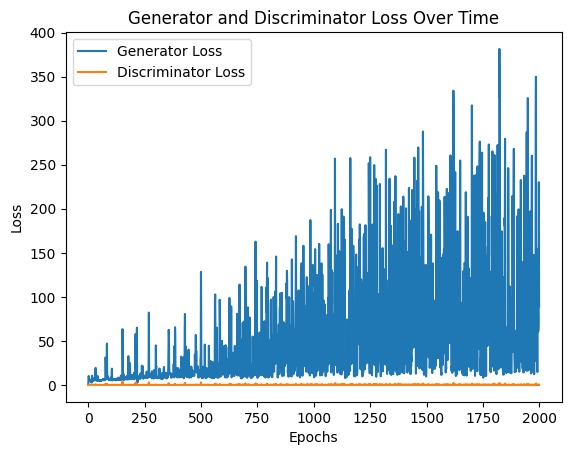 Generator and Discriminator Loss Over Time
Generator Loss
Discriminator Loss
400
350
300
250
200
150
100
50
0
Loss
0 250 500 750 1000 1250 1500 1750 2000
Epochs